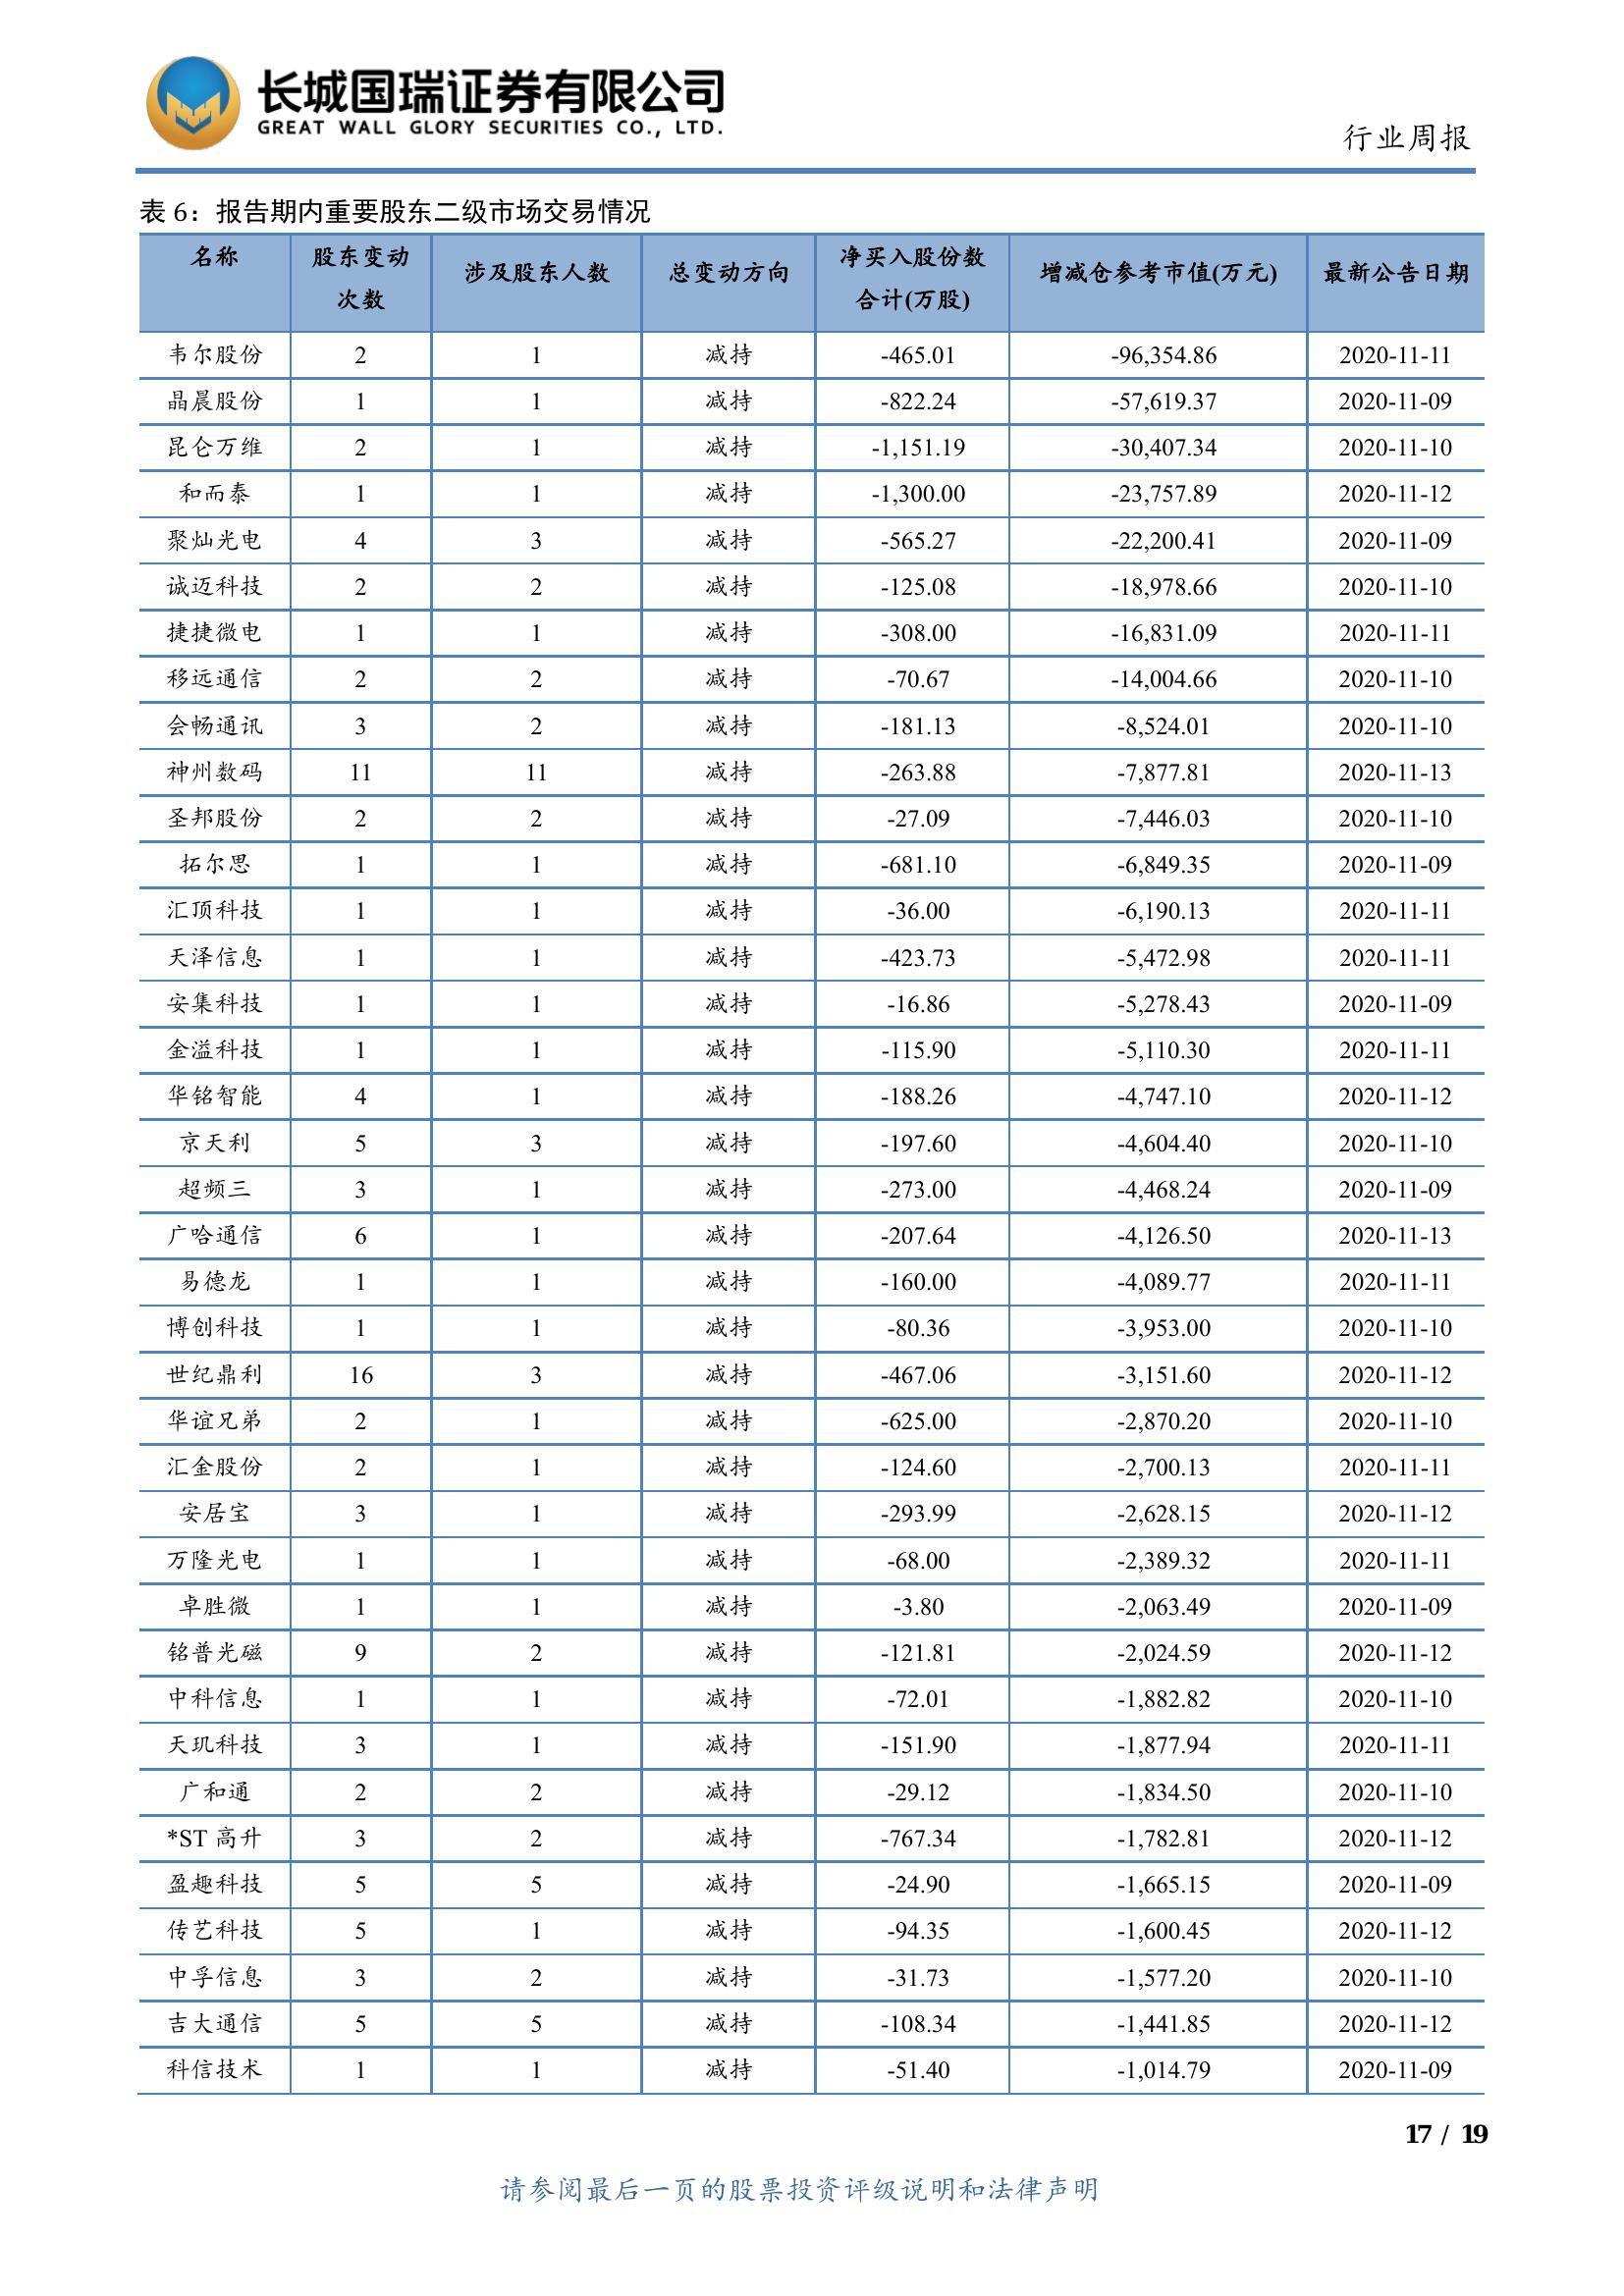 长城国瑞证券有限公司
GREAT WALL GLORY SECURITIES CO., LTD.
行业周报
表 6：报告期内重要股东二级市场交易情况
名称 股东变动次数 涉及股东人数 总变动方向 净买入股份数合计(万股) 增减仓参考市值(万元) 最新公告日期
韦尔股份 2 1 减持 -465.01 -96,354.86 2020-11-11
晶晨股份 1 1 减持 -822.24 -57,619.37 2020-11-09
昆仑万维 2 1 减持 -1,151.19 -30,407.34 2020-11-10
和而泰 1 1 减持 -1,300.00 -23,757.89 2020-11-12
聚灿光电 4 3 减持 -565.27 -22,200.41 2020-11-09
诚迈科技 2 2 减持 -125.08 -18,978.66 2020-11-10
捷捷微电 1 1 减持 -308.00 -16,831.09 2020-11-11
移远通信 2 2 减持 -70.67 -14,004.66 2020-11-10
会畅通讯 3 2 减持 -181.13 -8,524.01 2020-11-10
神州数码 11 11 减持 -263.88 -7,877.81 2020-11-13
圣邦股份 2 2 减持 -27.09 -7,446.03 2020-11-10
拓尔思 1 1 减持 -681.10 -6,849.35 2020-11-09
汇顶科技 1 1 减持 -36.00 -6,190.13 2020-11-11
天泽信息 1 1 减持 -423.73 -5,472.98 2020-11-11
安集科技 1 1 减持 -16.86 -5,278.43 2020-11-09
金溢科技 1 1 减持 -115.90 -5,110.30 2020-11-11
华铭智能 4 1 减持 -188.26 -4,747.10 2020-11-12
京天利 5 3 减持 -197.60 -4,604.40 2020-11-10
超频三 3 1 减持 -273.00 -4,468.24 2020-11-09
广哈通信 6 1 减持 -207.64 -4,126.50 2020-11-13
易德龙 1 1 减持 -160.00 -4,089.77 2020-11-11
博创科技 1 1 减持 -80.36 -3,953.00 2020-11-10
世纪鼎利 16 3 减持 -467.06 -3,151.60 2020-11-12
华谊兄弟 2 1 减持 -625.00 -2,870.20 2020-11-10
汇金股份 2 1 减持 -124.60 -2,700.13 2020-11-11
安居宝 3 1 减持 -293.99 -2,628.15 2020-11-12
万隆光电 1 1 减持 -68.00 -2,389.32 2020-11-11
卓胜微 1 1 减持 -3.80 -2,063.49 2020-11-09
铭普光磁 9 2 减持 -121.81 -2,024.59 2020-11-12
中科信息 1 1 减持 -72.01 -1,882.82 2020-11-10
天玑科技 3 1 减持 -151.90 -1,877.94 2020-11-11
广和通 2 2 减持 -29.12 -1,834.50 2020-11-10
*ST 高升 3 2 减持 -767.34 -1,782.81 2020-11-12
盈趣科技 5 5 减持 -24.90 -1,665.15 2020-11-09
传艺科技 5 1 减持 -94.35 -1,600.45 2020-11-12
中孚信息 3 2 减持 -31.73 -1,577.20 2020-11-10
吉大通信 5 5 减持 -108.34 -1,441.85 2020-11-12
科信技术 1 1 减持 -51.40 -1,014.79 2020-11-09
17 / 19
请参阅最后一页的股票投资评级说明和法律声明